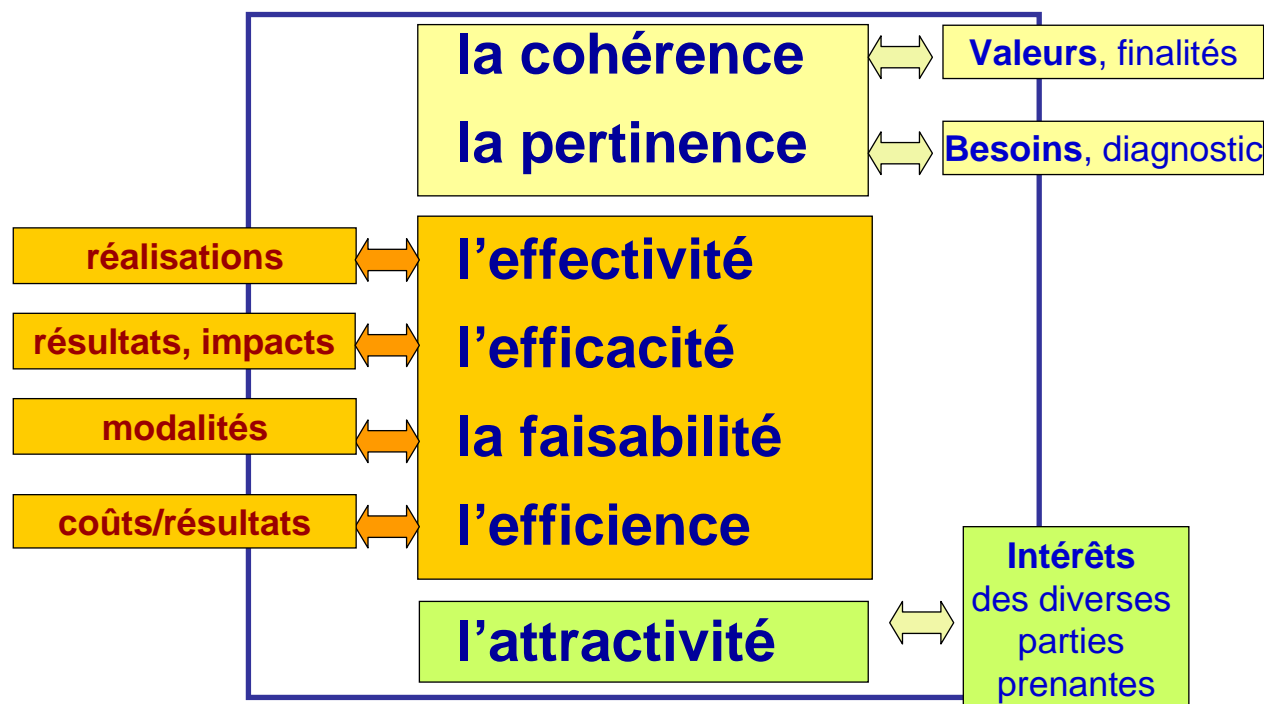 la cohérence
Valeurs, finalités
la pertinence
Besoins, diagnostic
réalisations
l’effectivité
résultats, impacts
l’efficacité
modalités
la faisabilité
coûts/résultats
l’efficience
l’attractivité
Intérêts
des diverses
parties
prenantes